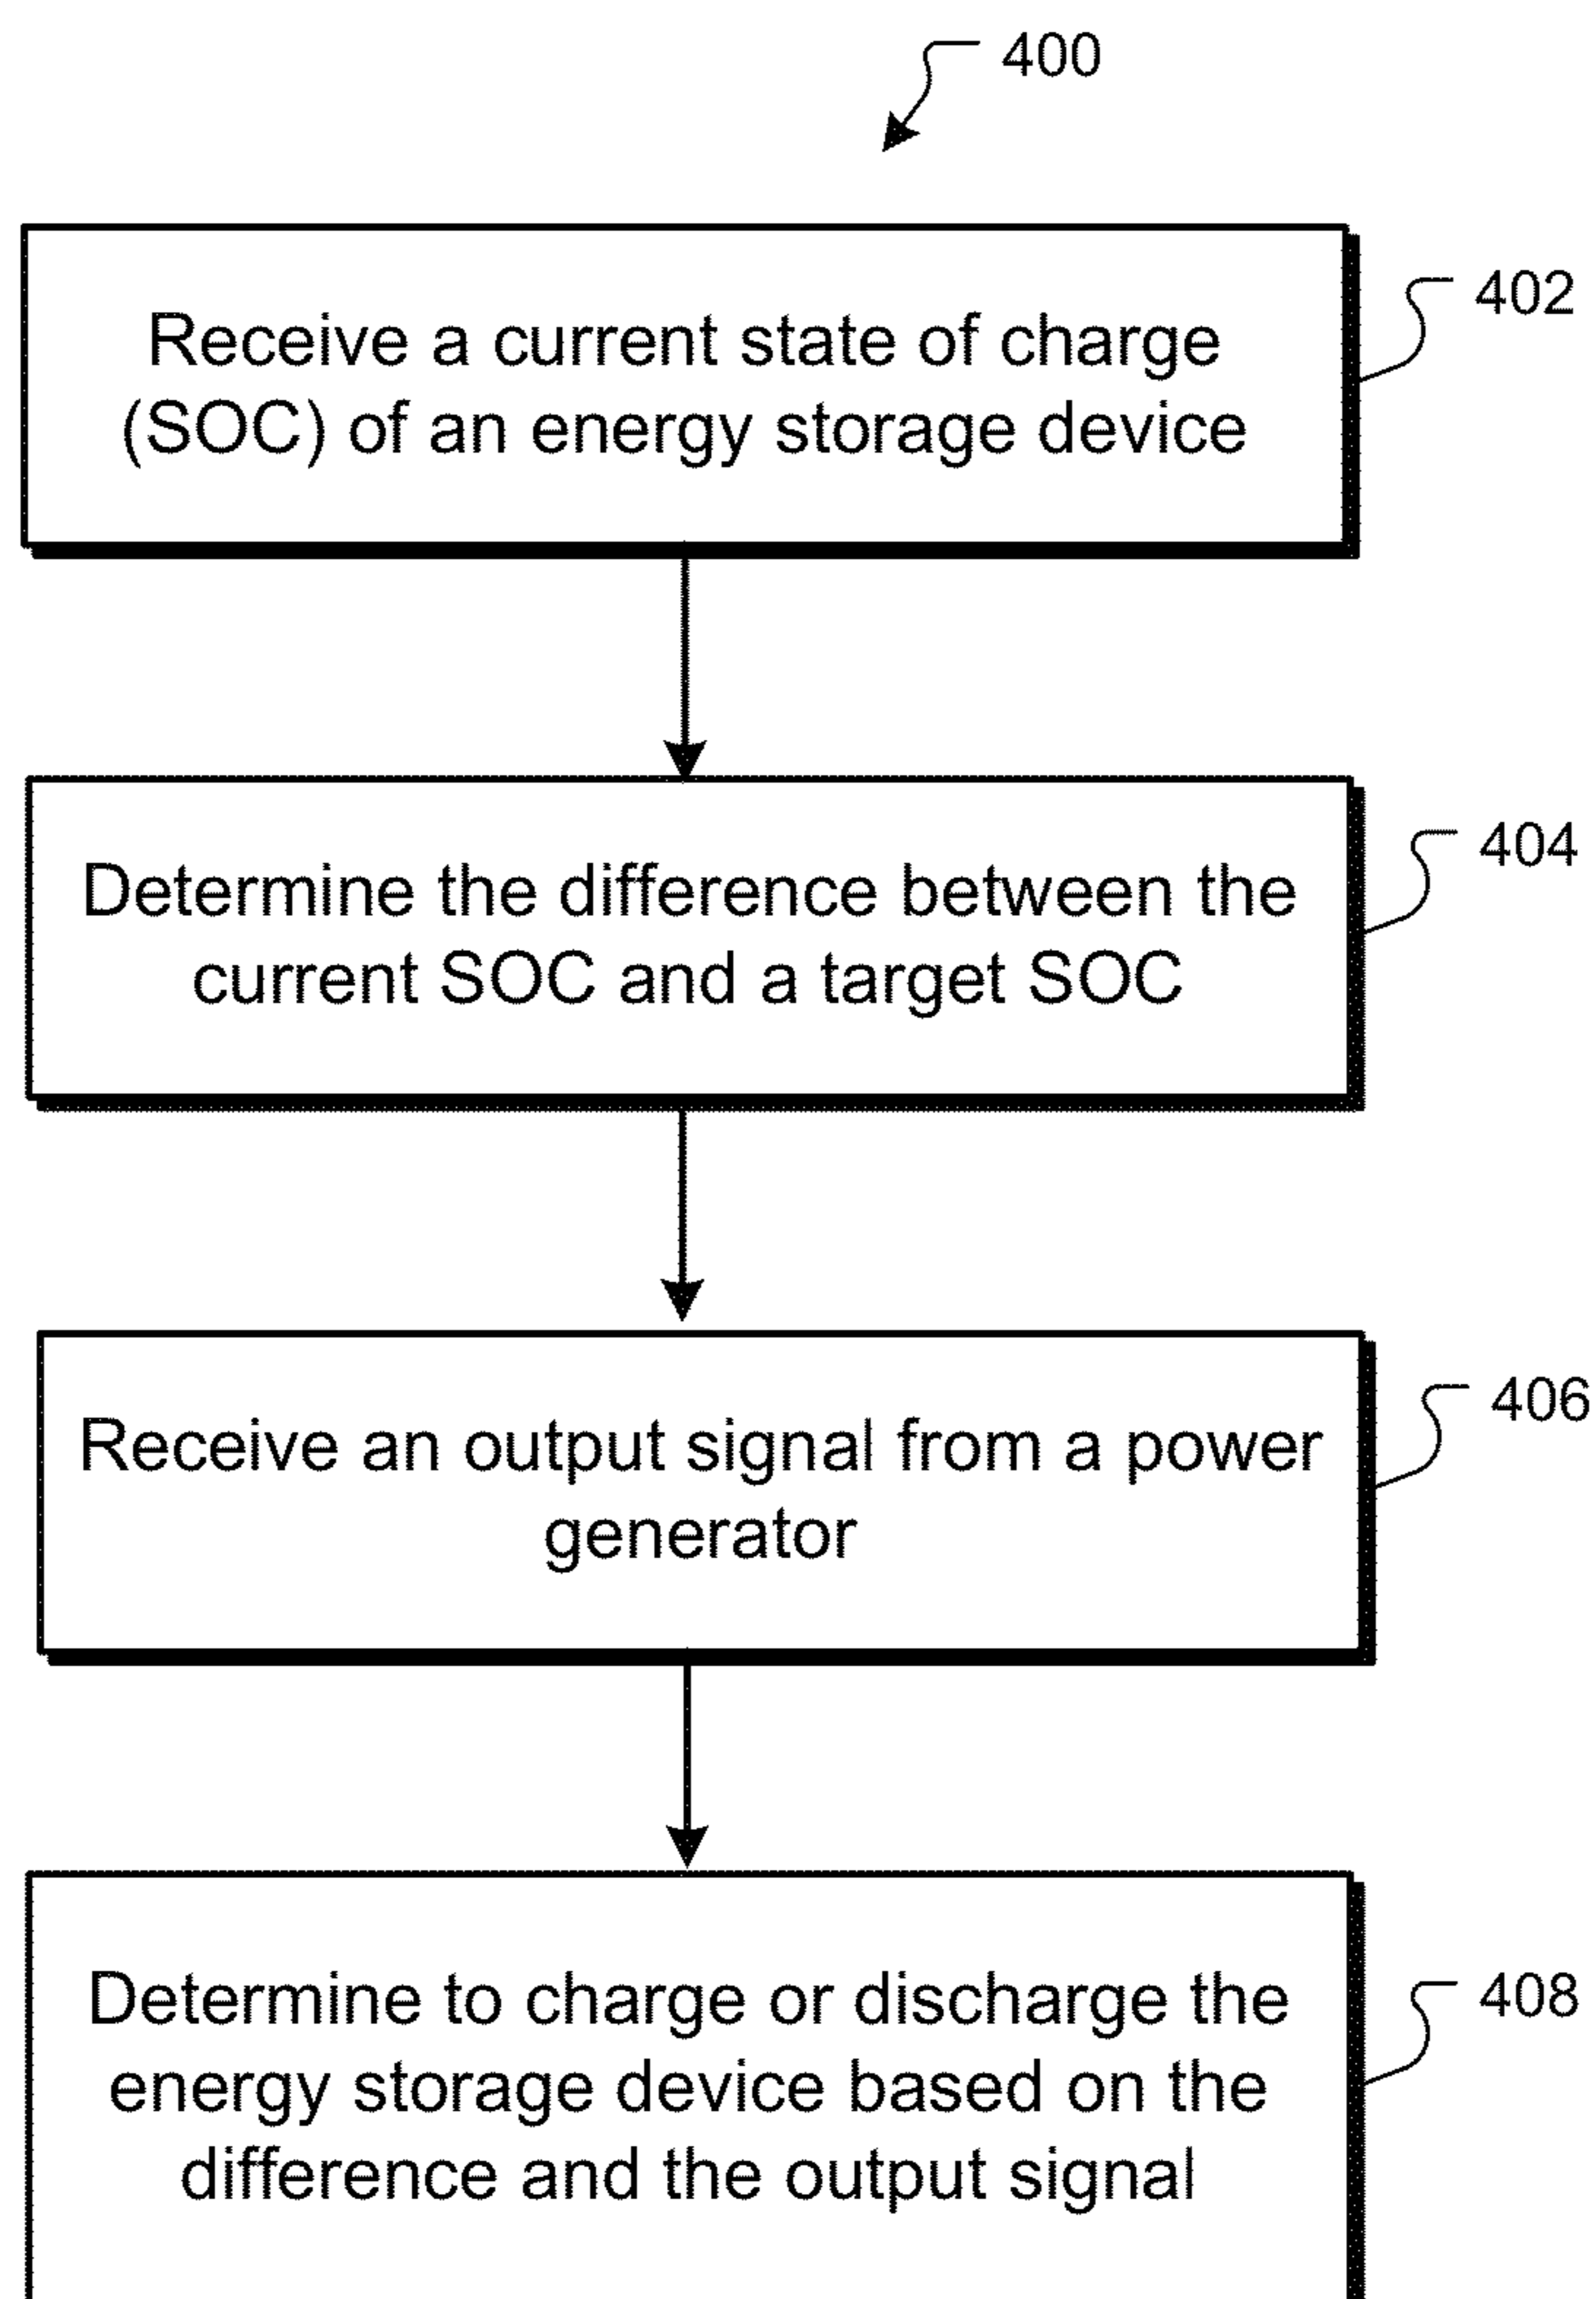 400
Receive a current state of charge
(SOC) of an energy storage device
402
Determine the difference between the
current SOC and a target SOC
404
Receive an output signal from a power
generator
406
Determine to charge or discharge the
energy storage device based on the
difference and the output signal
408